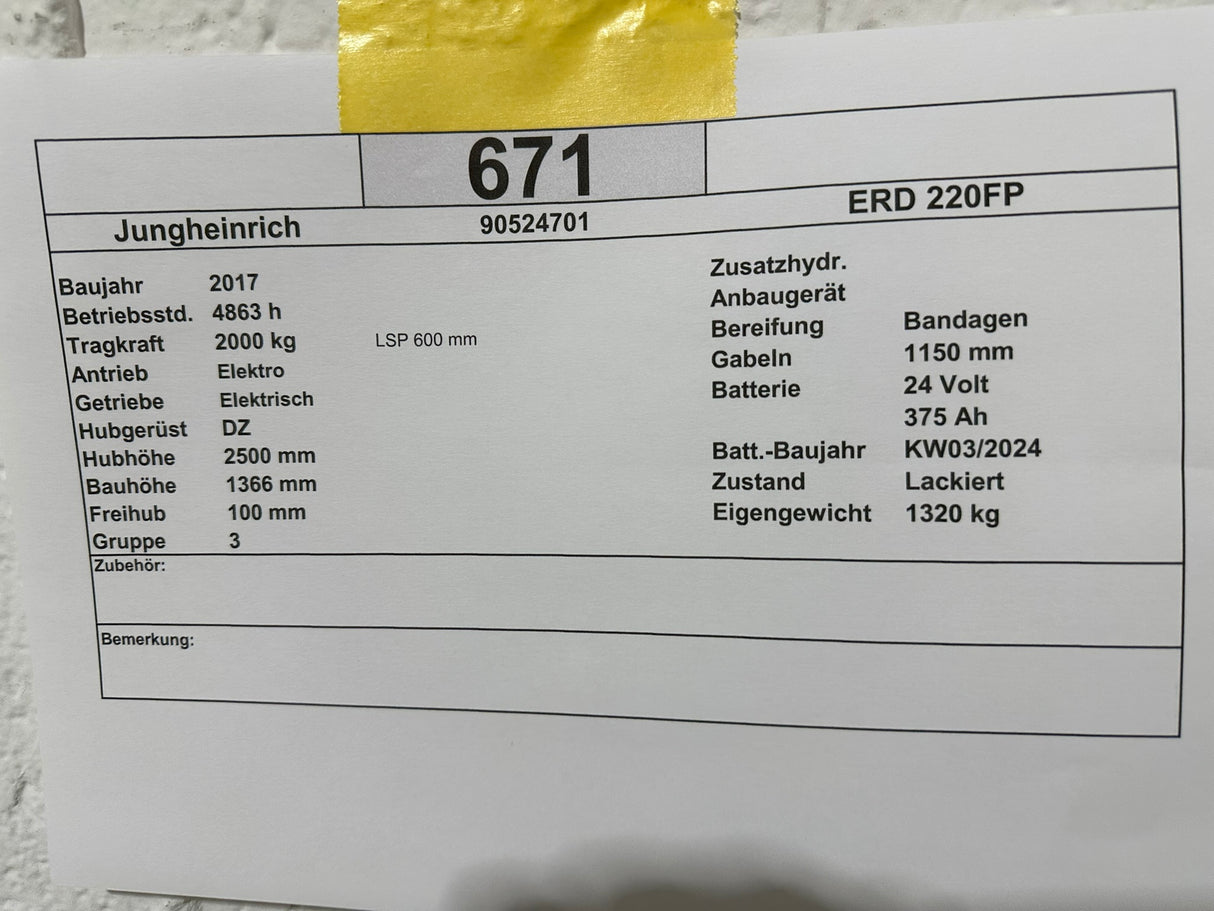 671
Jungheinrich 90524701 ERD 220FP
Baujahr 2017
Betriebsstd. 4863 h
Tragkraft 2000 kg LSP 600 mm
Antrieb Elektro
Getriebe Elektrisch
Hubgerüst DZ
Hubhöhe 2500 mm
Bauhöhe 1366 mm
Freihub 100 mm
Gruppe 3
Zusatzhydr.
Anbaugerät
Bereifung Bandagen
Gabeln 1150 mm
Batterie 24 Volt
375 Ah
Batt.-Baujahr KW03/2024
Zustand Lackiert
Eigengewicht 1320 kg
Zubehör:
Bemerkung: